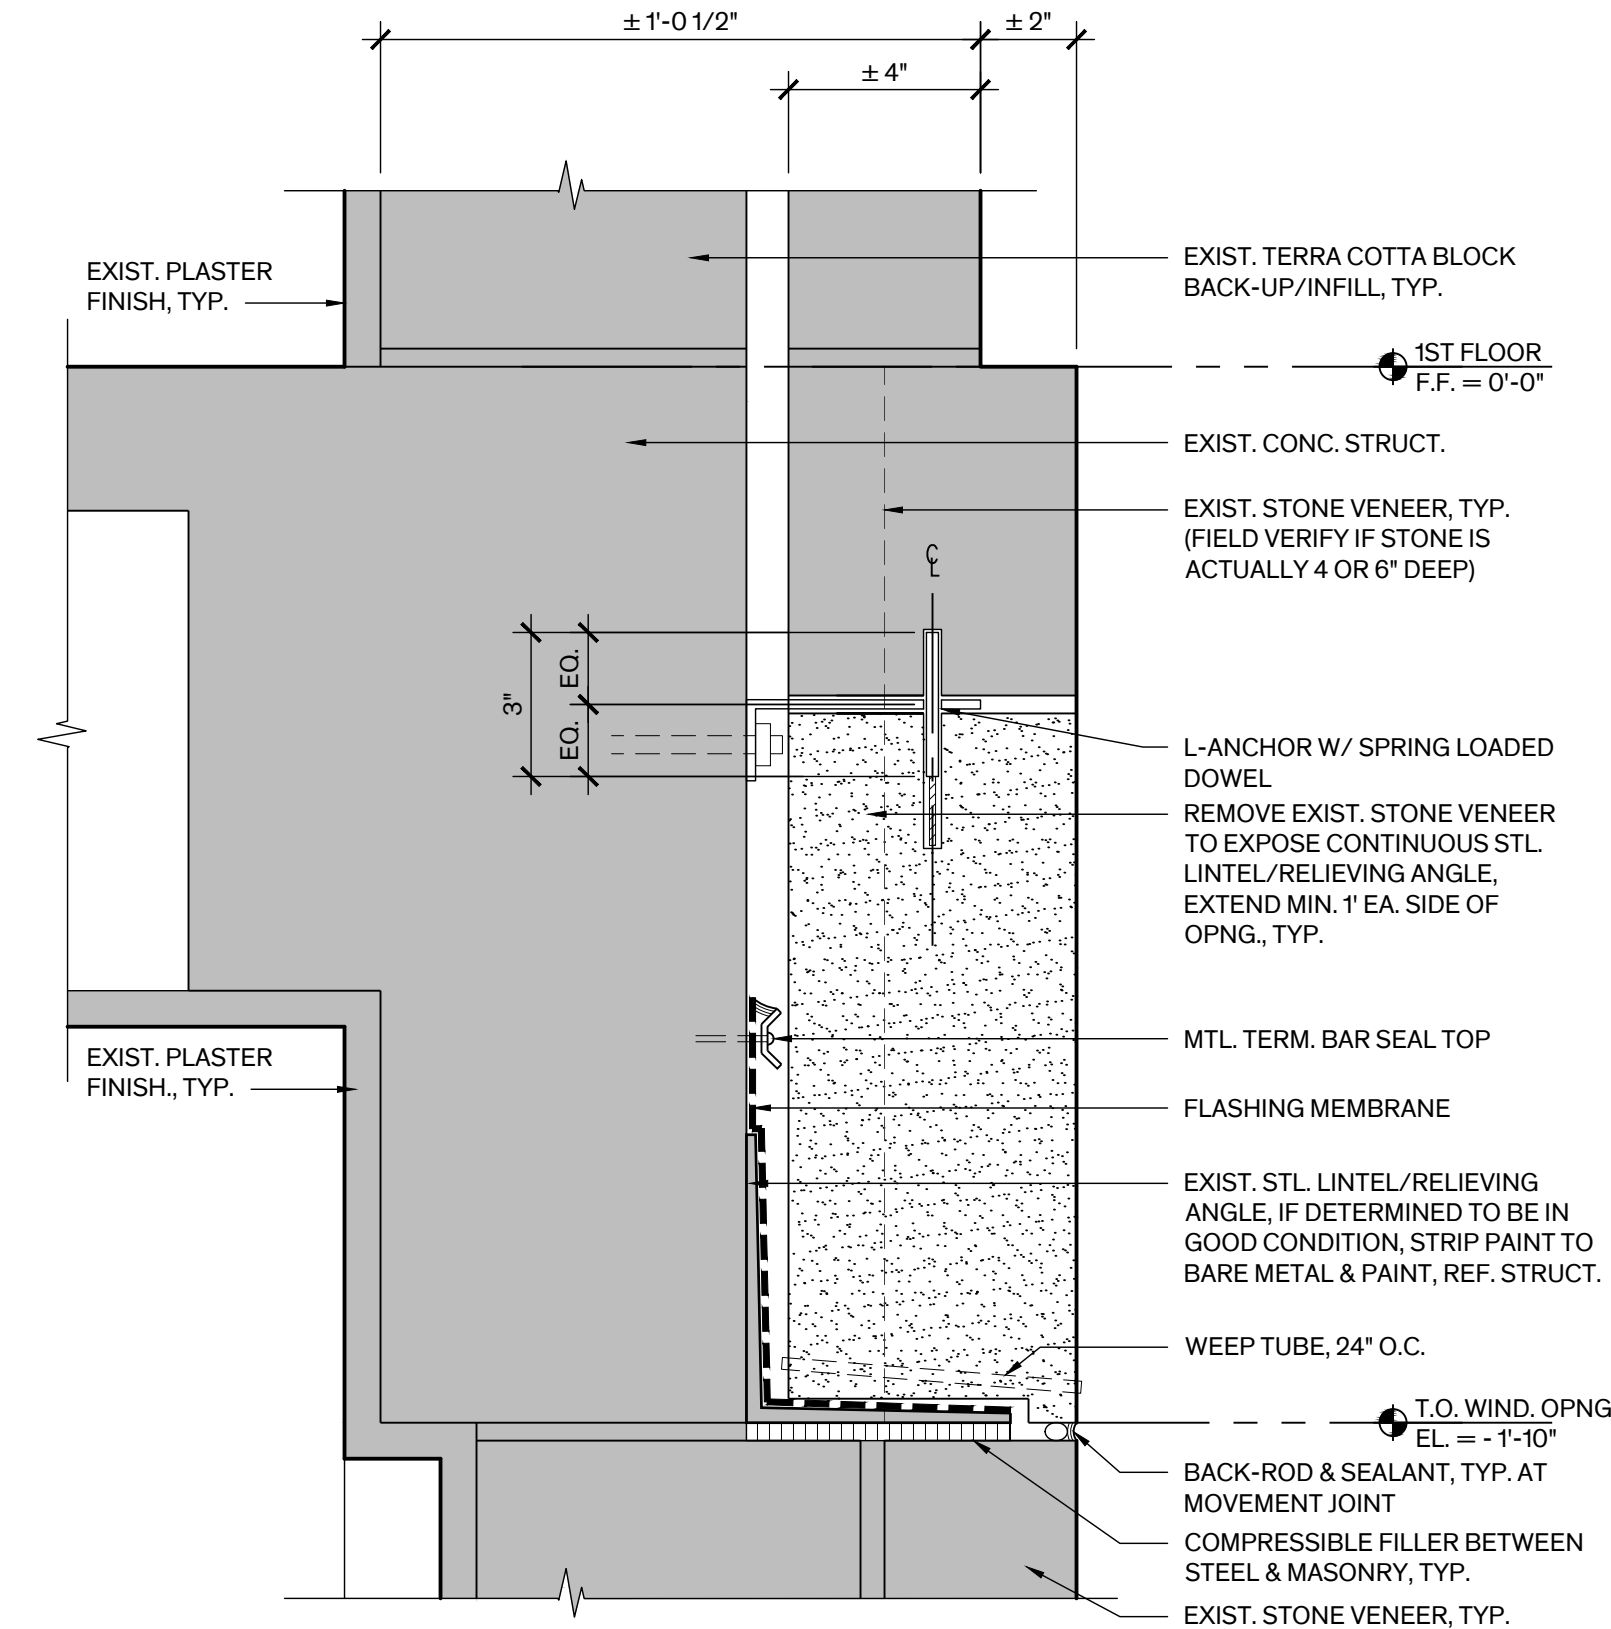 ± 1'-0 1/2"
± 2"
± 4"
EXIST. PLASTER
FINISH, TYP.
EXIST. TERRA COTTA BLOCK
BACK-UP/INFILL, TYP.
1ST FLOOR
F.F. = 0'-0"
EXIST. CONC. STRUCT.
EXIST. STONE VENEER, TYP.
(FIELD VERIFY IF STONE IS
ACTUALLY 4 OR 6" DEEP)
CL
3"
EQ.
EQ.
L-ANCHOR W/ SPRING LOADED
DOWEL
REMOVE EXIST. STONE VENEER
TO EXPOSE CONTINUOUS STL.
LINTEL/RELIEVING ANGLE,
EXTEND MIN. 1' EA. SIDE OF
OPNG., TYP.
MTL. TERM. BAR SEAL TOP
EXIST. PLASTER
FINISH., TYP.
FLASHING MEMBRANE
EXIST. STL. LINTEL/RELIEVING
ANGLE, IF DETERMINED TO BE IN
GOOD CONDITION, STRIP PAINT TO
BARE METAL & PAINT, REF. STRUCT.
WEEP TUBE, 24" O.C.
T.O. WIND. OPNG
EL. = - 1'-10"
BACK-ROD & SEALANT, TYP. AT
MOVEMENT JOINT
COMPRESSIBLE FILLER BETWEEN
STEEL & MASONRY, TYP.
EXIST. STONE VENEER, TYP.